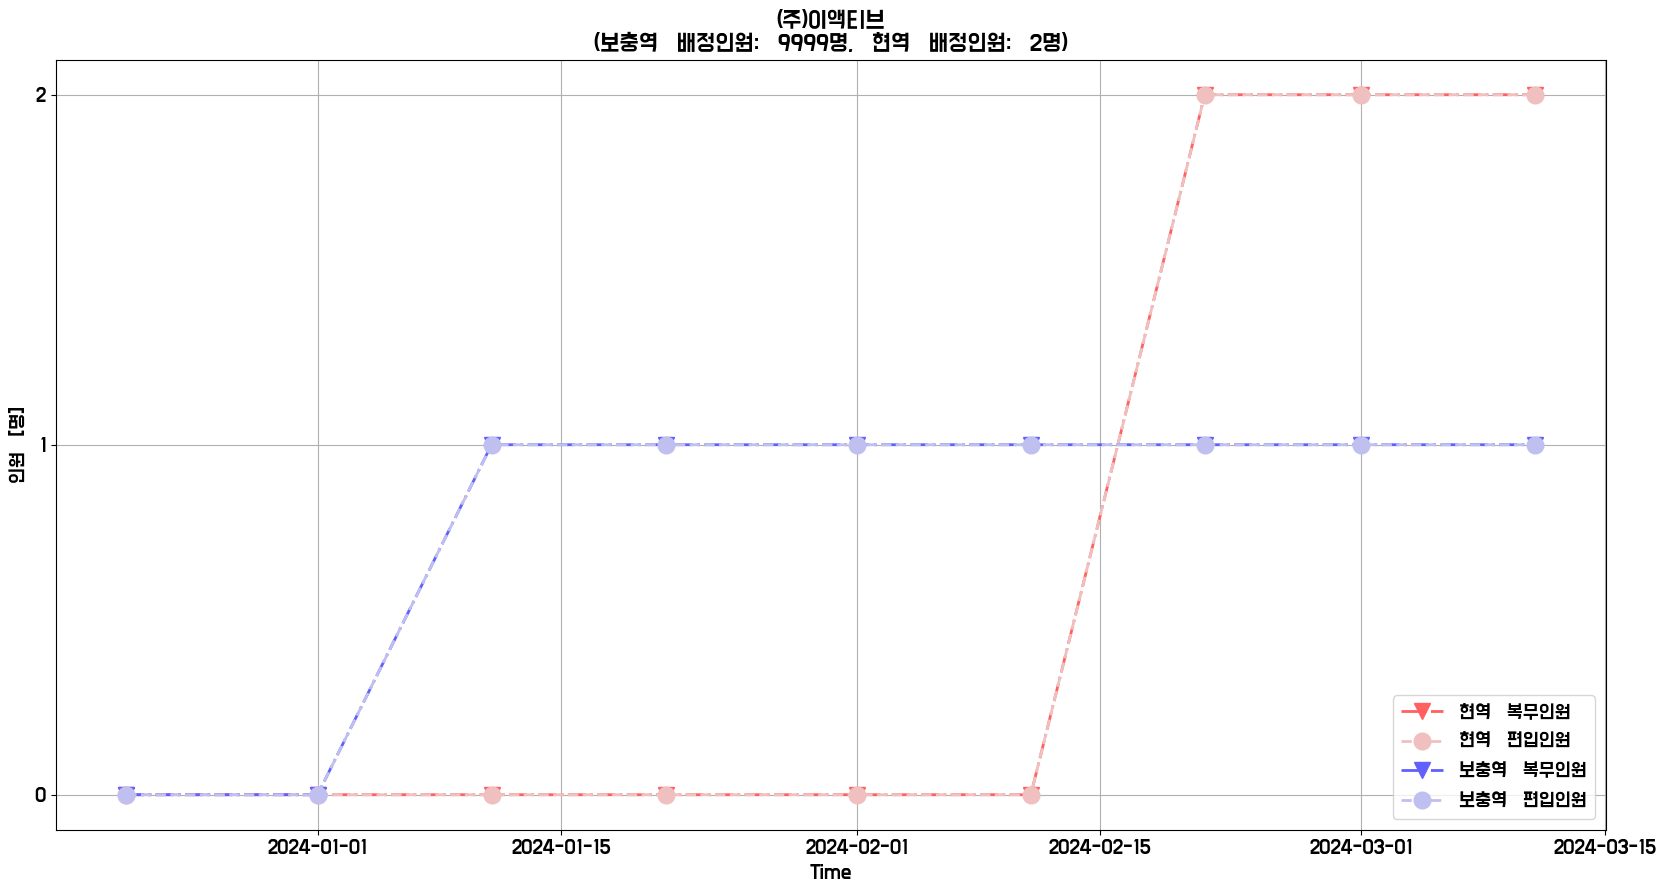 (주)이액티브
(보충역 배정인원: 9999명, 현역 배정인원: 2명)
인원 [명]
2
1
0
현역 복무인원
현역 편입인원
보충역 복무인원
보충역 편입인원
2024-01-01 2024-01-15 2024-02-01 2024-02-15 2024-03-01 2024-03-15
Time